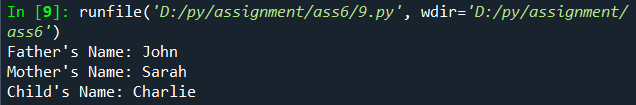 In [9]: runfile('D:/py/assignment/ass6/9.py', wdir='D:/py/assignment/
ass6')
Father's Name: John
Mother's Name: Sarah
Child's Name: Charlie